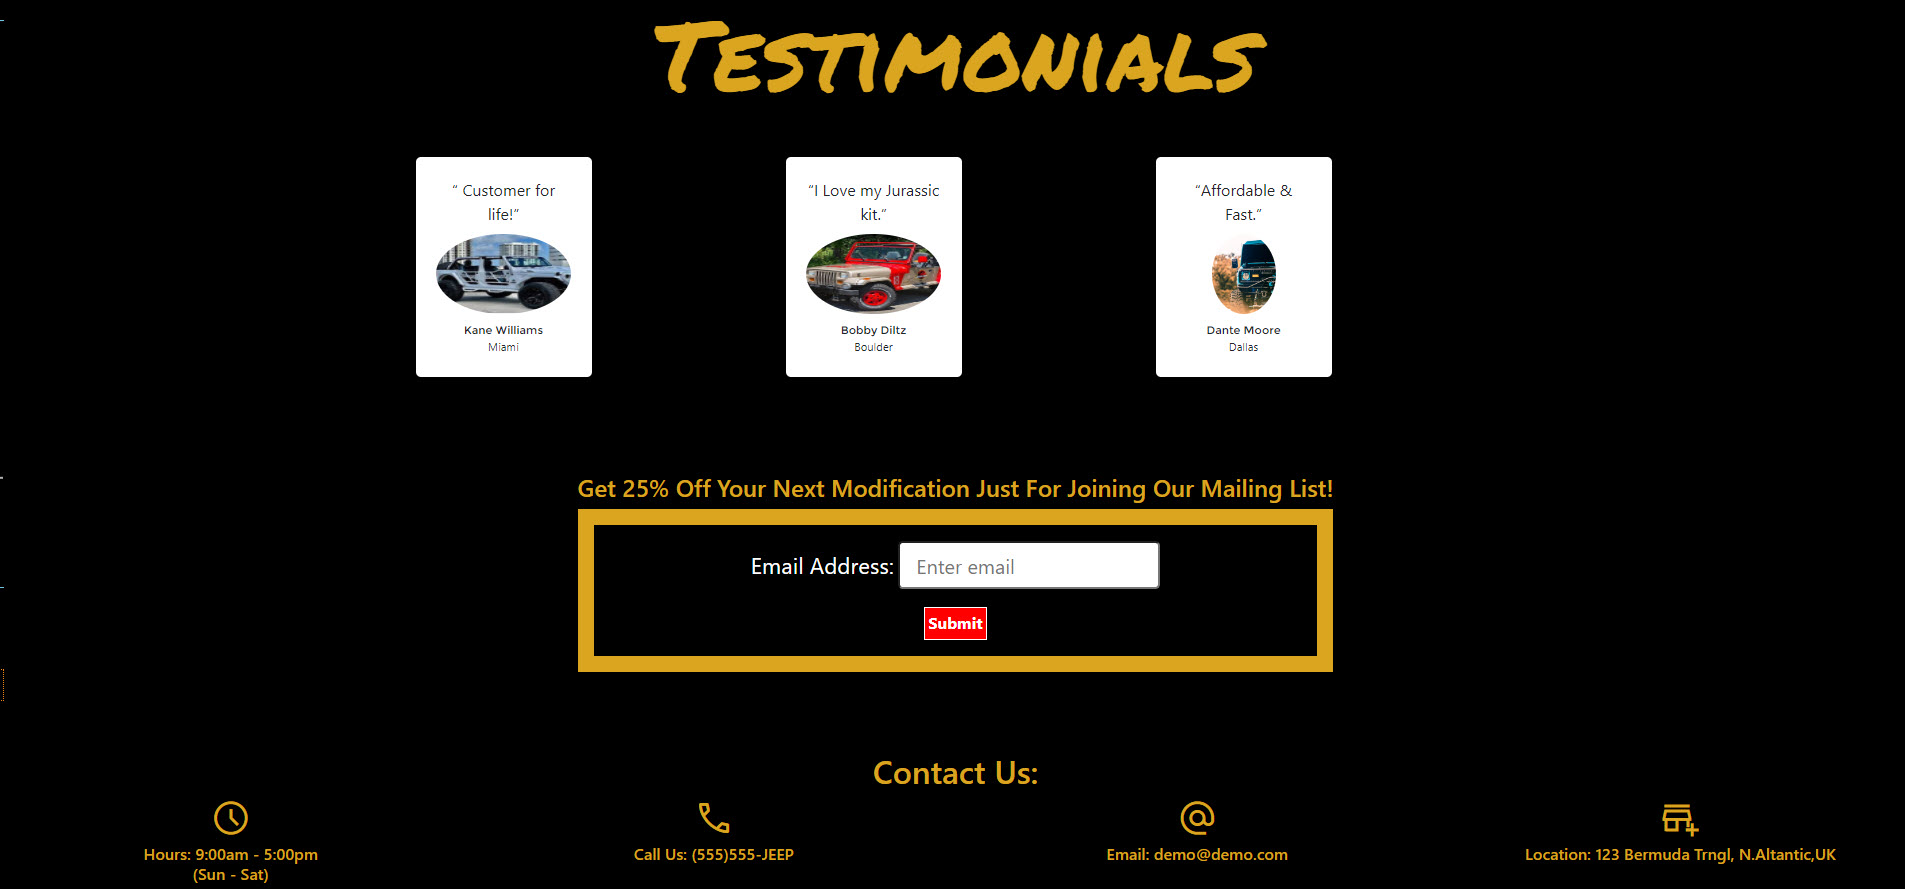 TESTIMONIALS
“ Customer for
life!”
Kane Williams
Miami
“I Love my Jurassic
kit.”
Bobby Diltz
Boulder
“Affordable &
Fast.”
Dante Moore
Dallas
Get 25% Off Your Next Modification Just For Joining Our Mailing List!
Email Address: Enter email
Submit
Contact Us:
Hours: 9:00am - 5:00pm
(Sun - Sat)
Call Us: (555)555-JEEP
Email: demo@demo.com
Location: 123 Bermuda Trngl, N.Altantic,UK